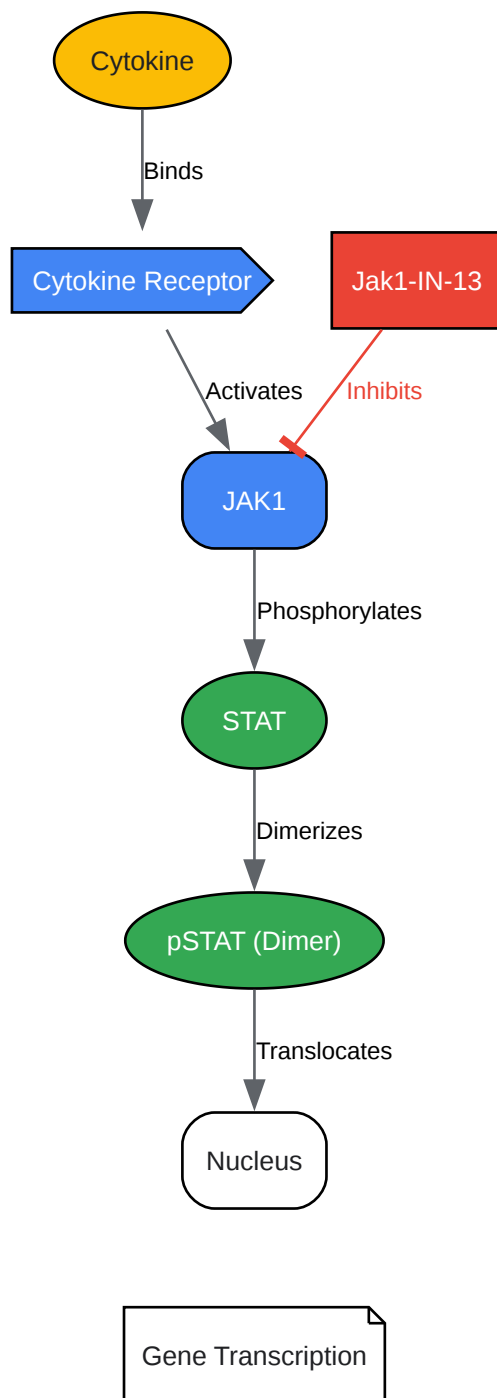 Cytokine
Binds
Cytokine Receptor
Jak1-IN-13
Activates
Inhibits
JAK1
Phosphorylates
STAT
Dimerizes
pSTAT (Dimer)
Translocates
Nucleus
Gene Transcription